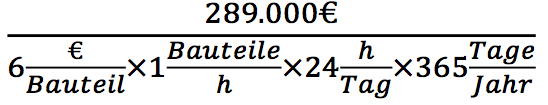 289.000€
6 €/Bauteil × 1 Bauteile/h × 24 h/Tag × 365 Tage/Jahr